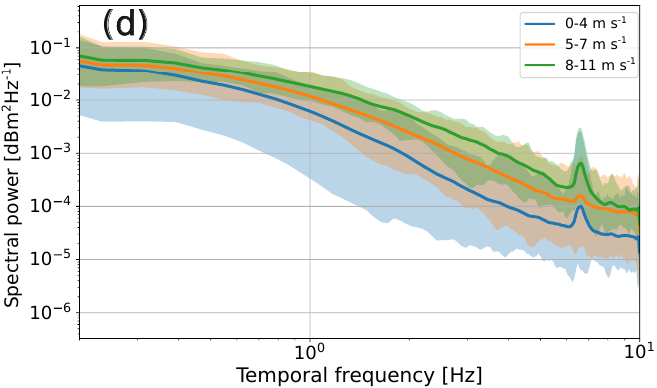 (d)
0-4 m s⁻¹
5-7 m s⁻¹
8-11 m s⁻¹
Spectral power [dBm²Hz⁻¹]
10⁻¹
10⁻²
10⁻³
10⁻⁴
10⁻⁵
10⁻⁶
10⁰
10¹
Temporal frequency [Hz]